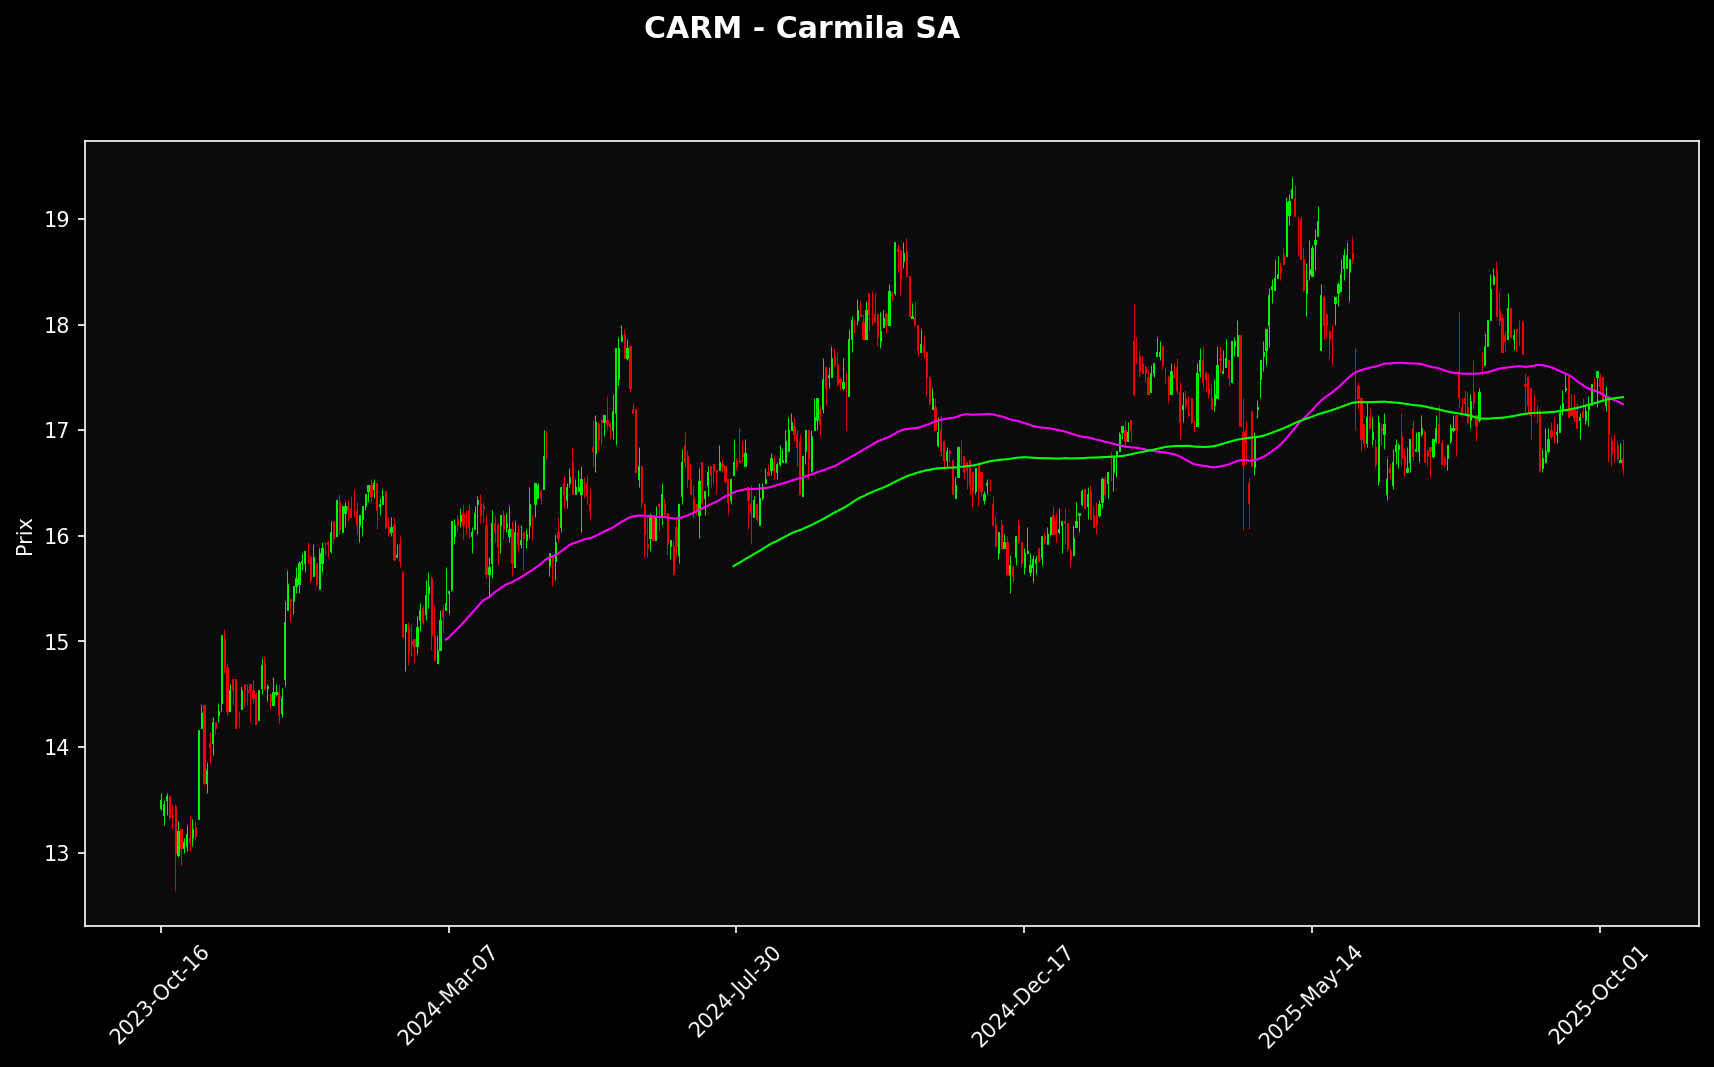 CARM - Carmila SA
Prix
19
18
17
16
15
14
13
2023-Oct-16
2024-Mar-07
2024-Jul-30
2024-Dec-17
2025-May-14
2025-Oct-01